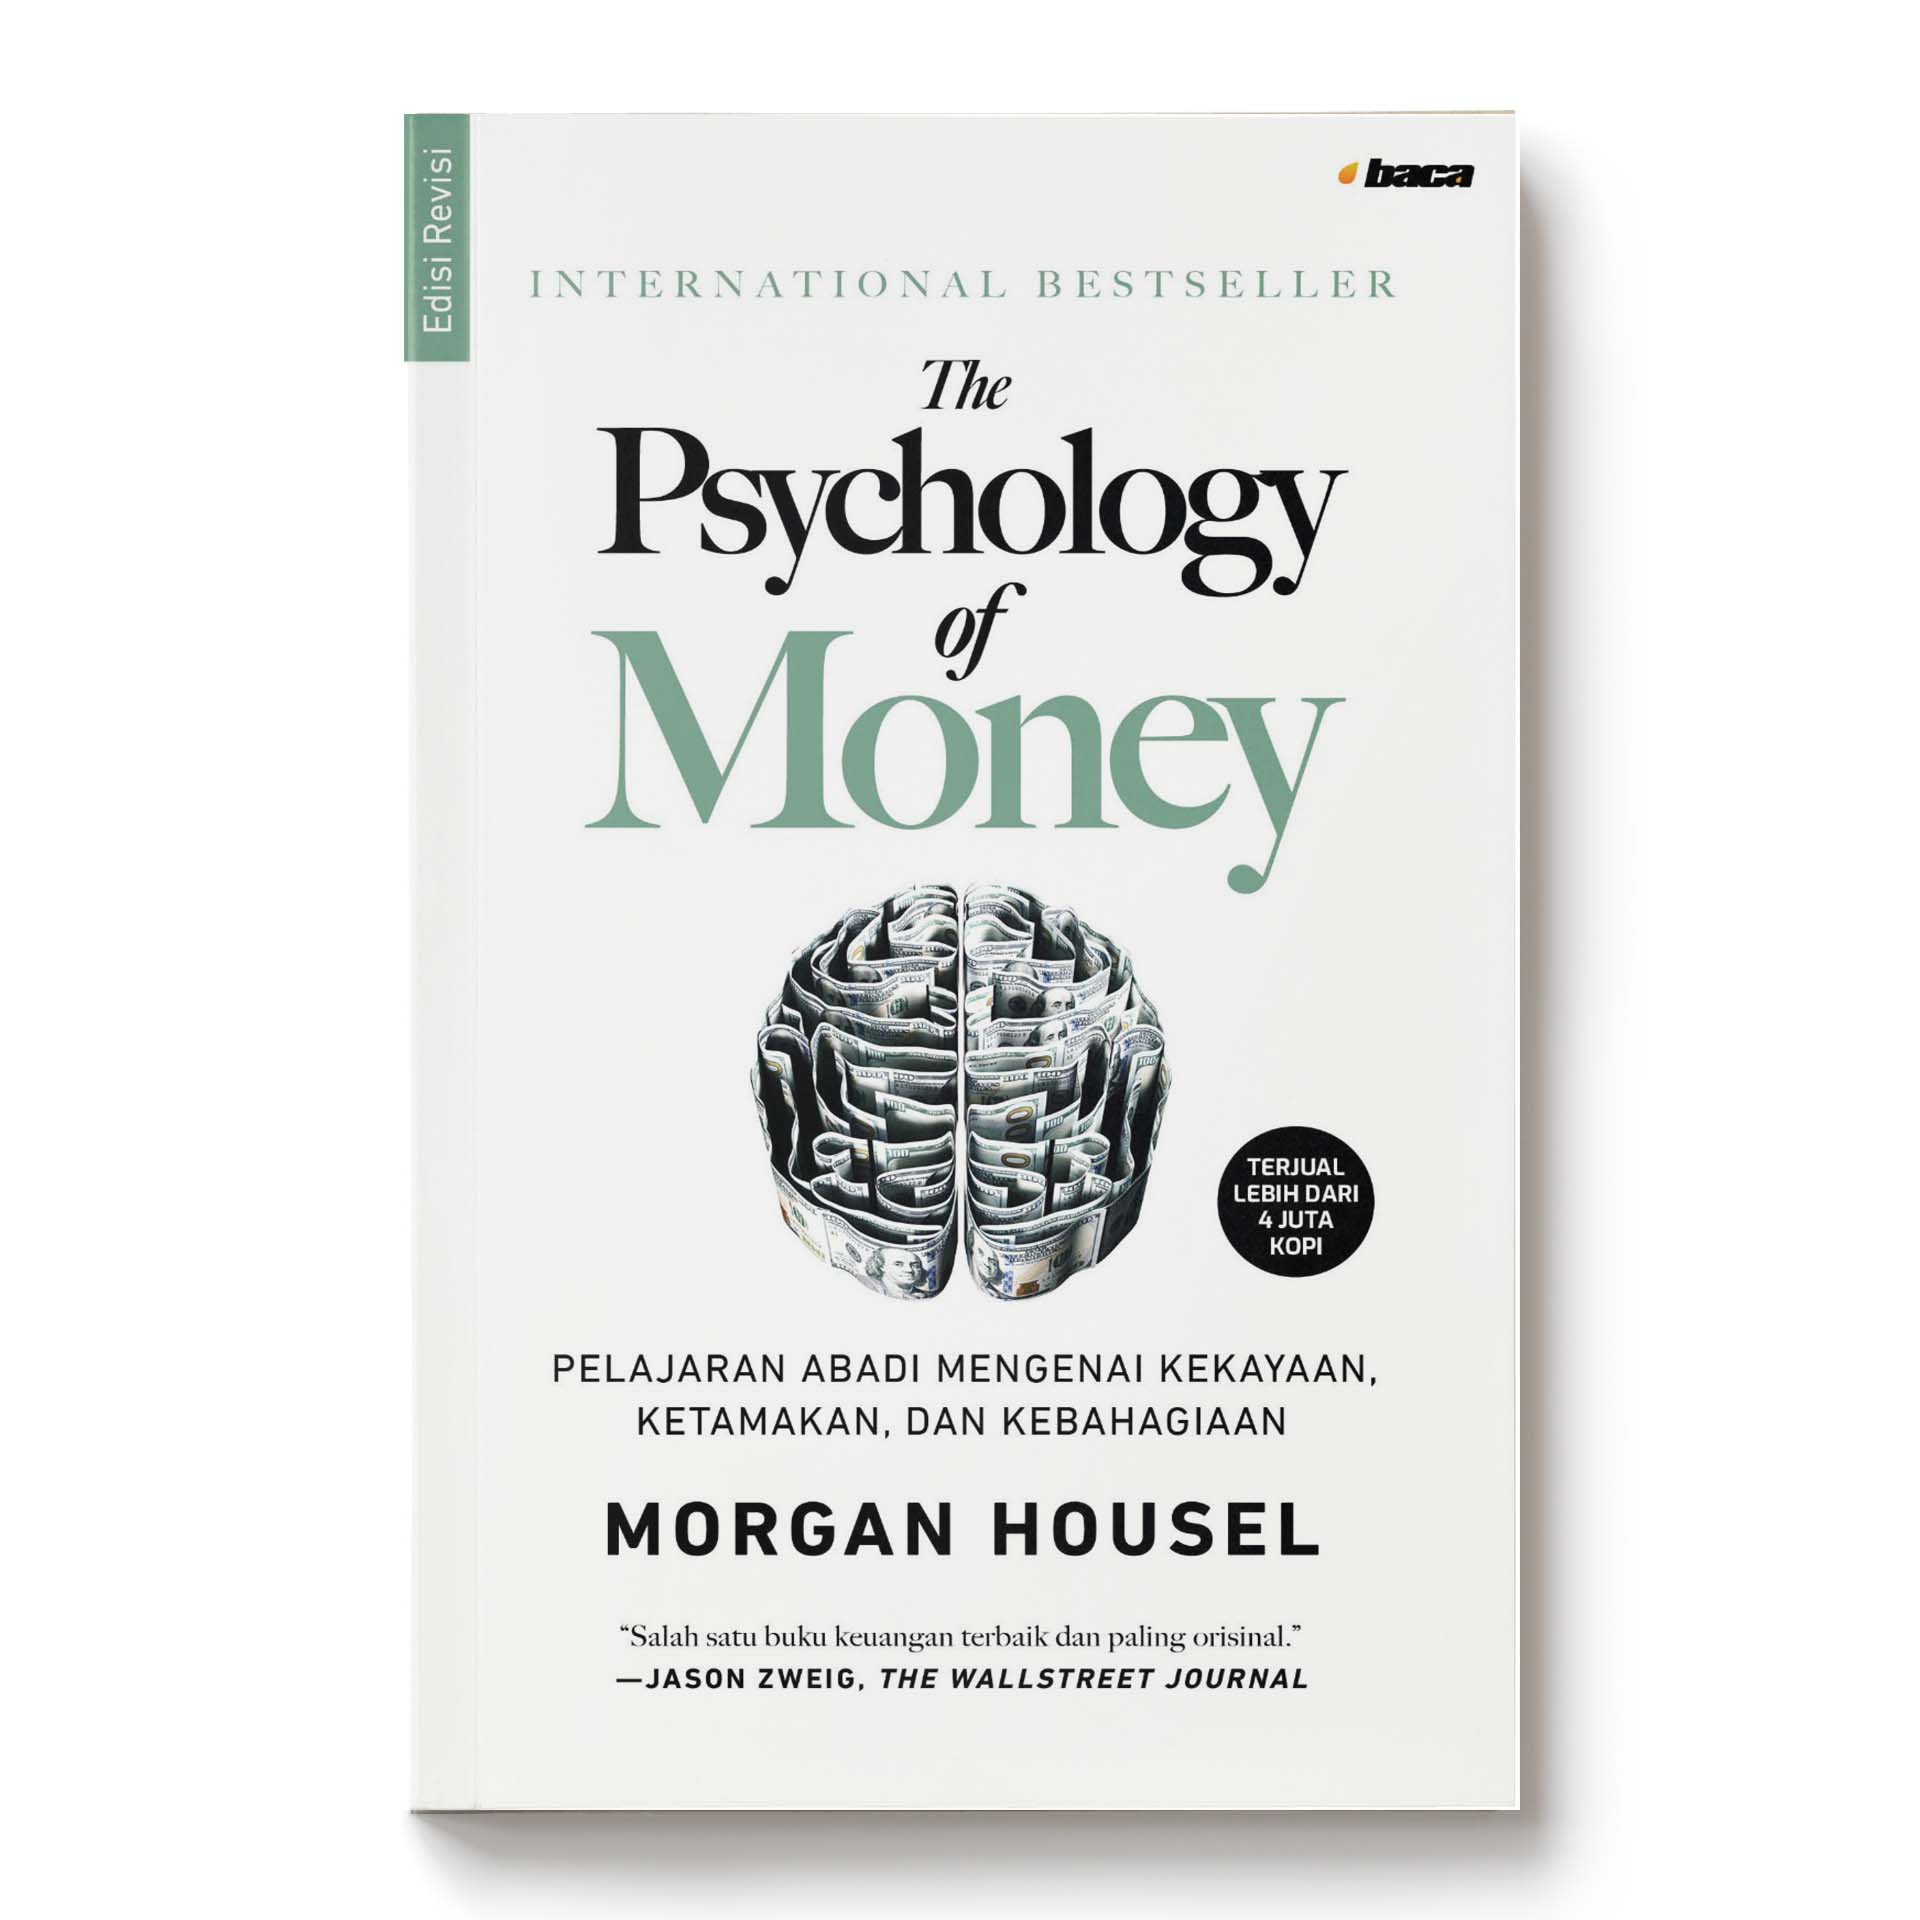 Edisi Revisi
baca
INTERNATIONAL BESTSELLER
The
Psychology
of
Money
TERJUAL
LEBIH DARI
4 JUTA
KOPI
PELAJARAN ABADI MENGENAI KEKAYAAN,
KETAMAKAN, DAN KEBAHAGIAAN
MORGAN HOUSEL
“Salah satu buku keuangan terbaik dan paling orisinal.”
—JASON ZWEIG, THE WALLSTREET JOURNAL